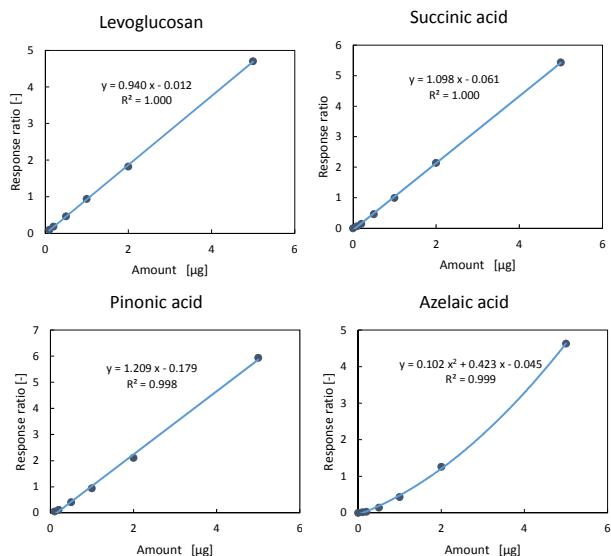 Levoglucosan
5
4
3
2
1
0
0
2
4
6
y = 0.940 x - 0.012
R² = 1.000
Response ratio [-]
Amount [µg]
Succinic acid
6
5
4
3
2
1
0
0
2
4
6
y = 1.098 x - 0.061
R² = 1.000
Response ratio [-]
Amount [µg]
Pinonic acid
7
6
5
4
3
2
1
0
0
2
4
6
y = 1.209 x - 0.179
R² = 0.998
Response ratio [-]
Amount [µg]
Azelaic acid
5
4
3
2
1
0
0
2
4
6
y = 0.102 x² + 0.423 x - 0.045
R² = 0.999
Response ratio [-]
Amount [µg]